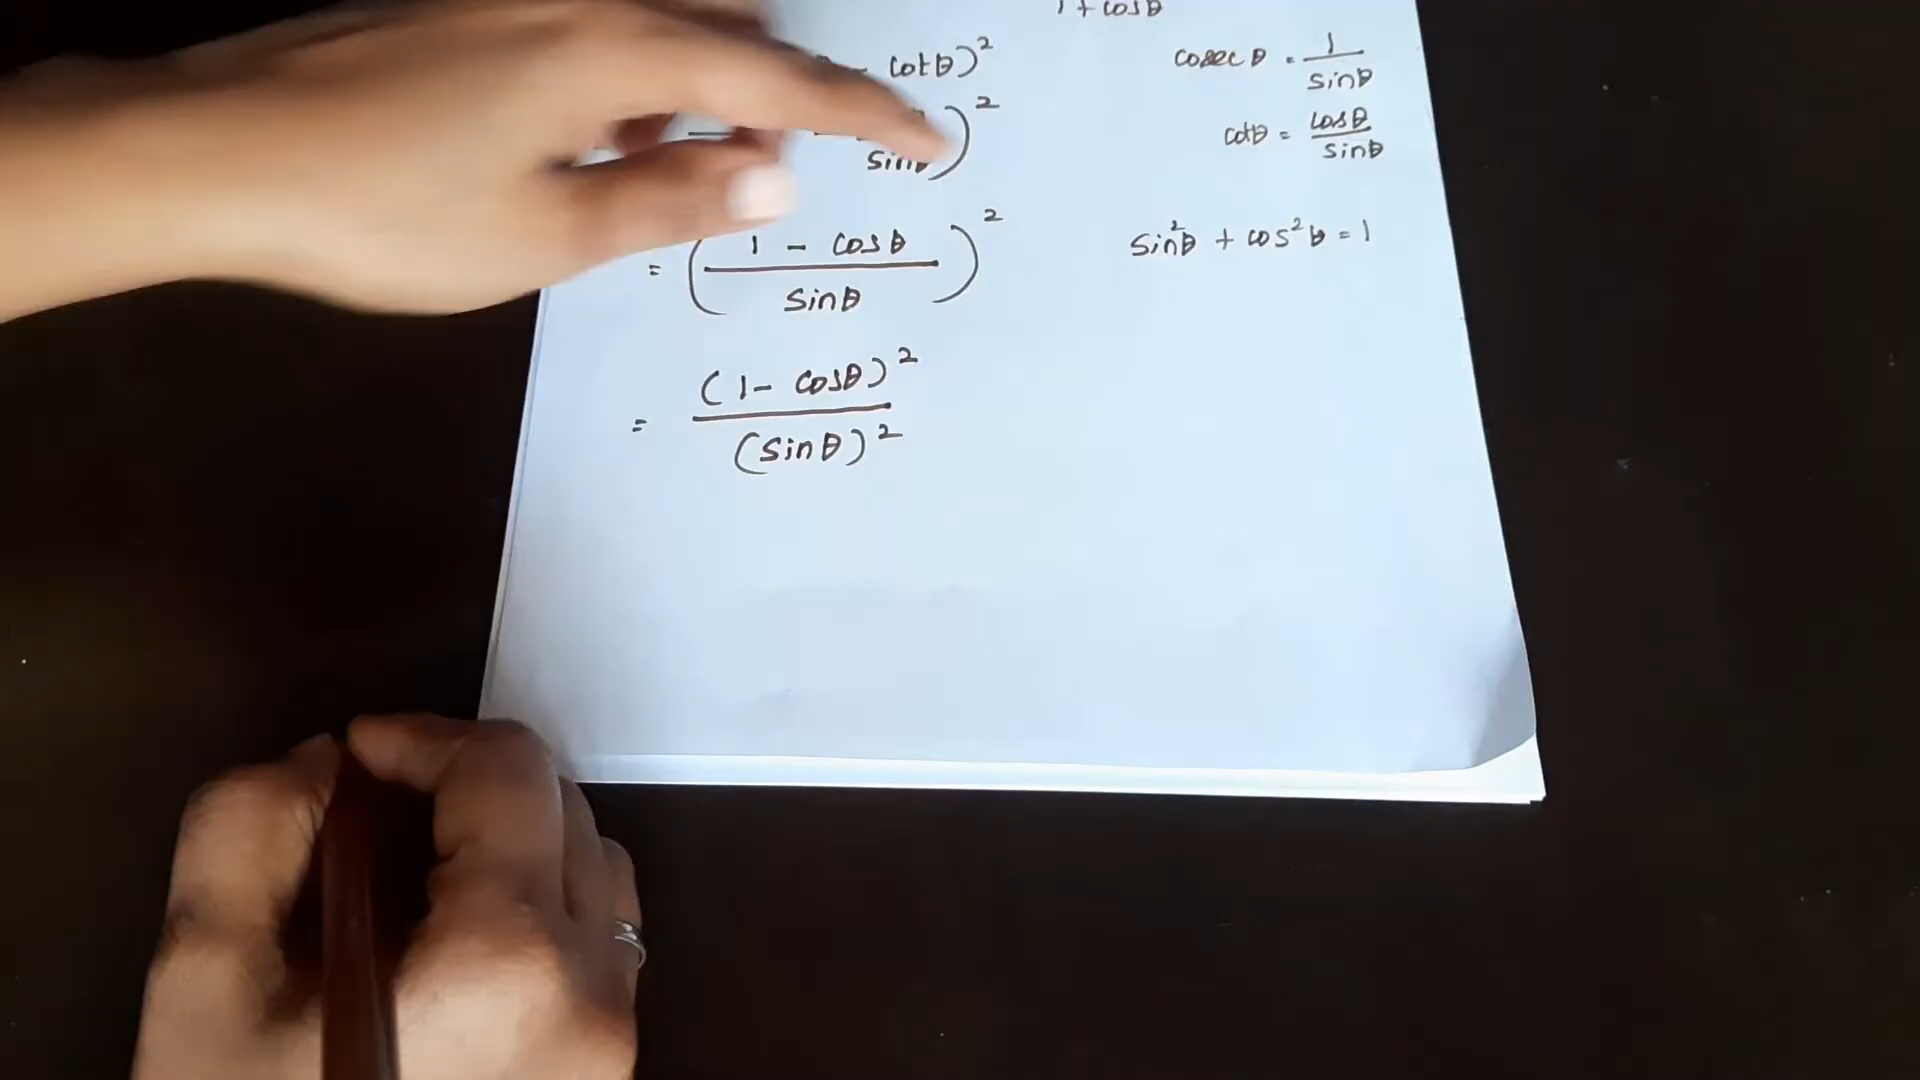 1 + cosθ
- cotθ)²
cosec θ = 1
sinθ
)²
sinθ
cotθ = cosθ
sinθ
= ( 1 - cosθ )²
sinθ
sin²θ + cos²θ = 1
= (1 - cosθ)²
(sinθ)²